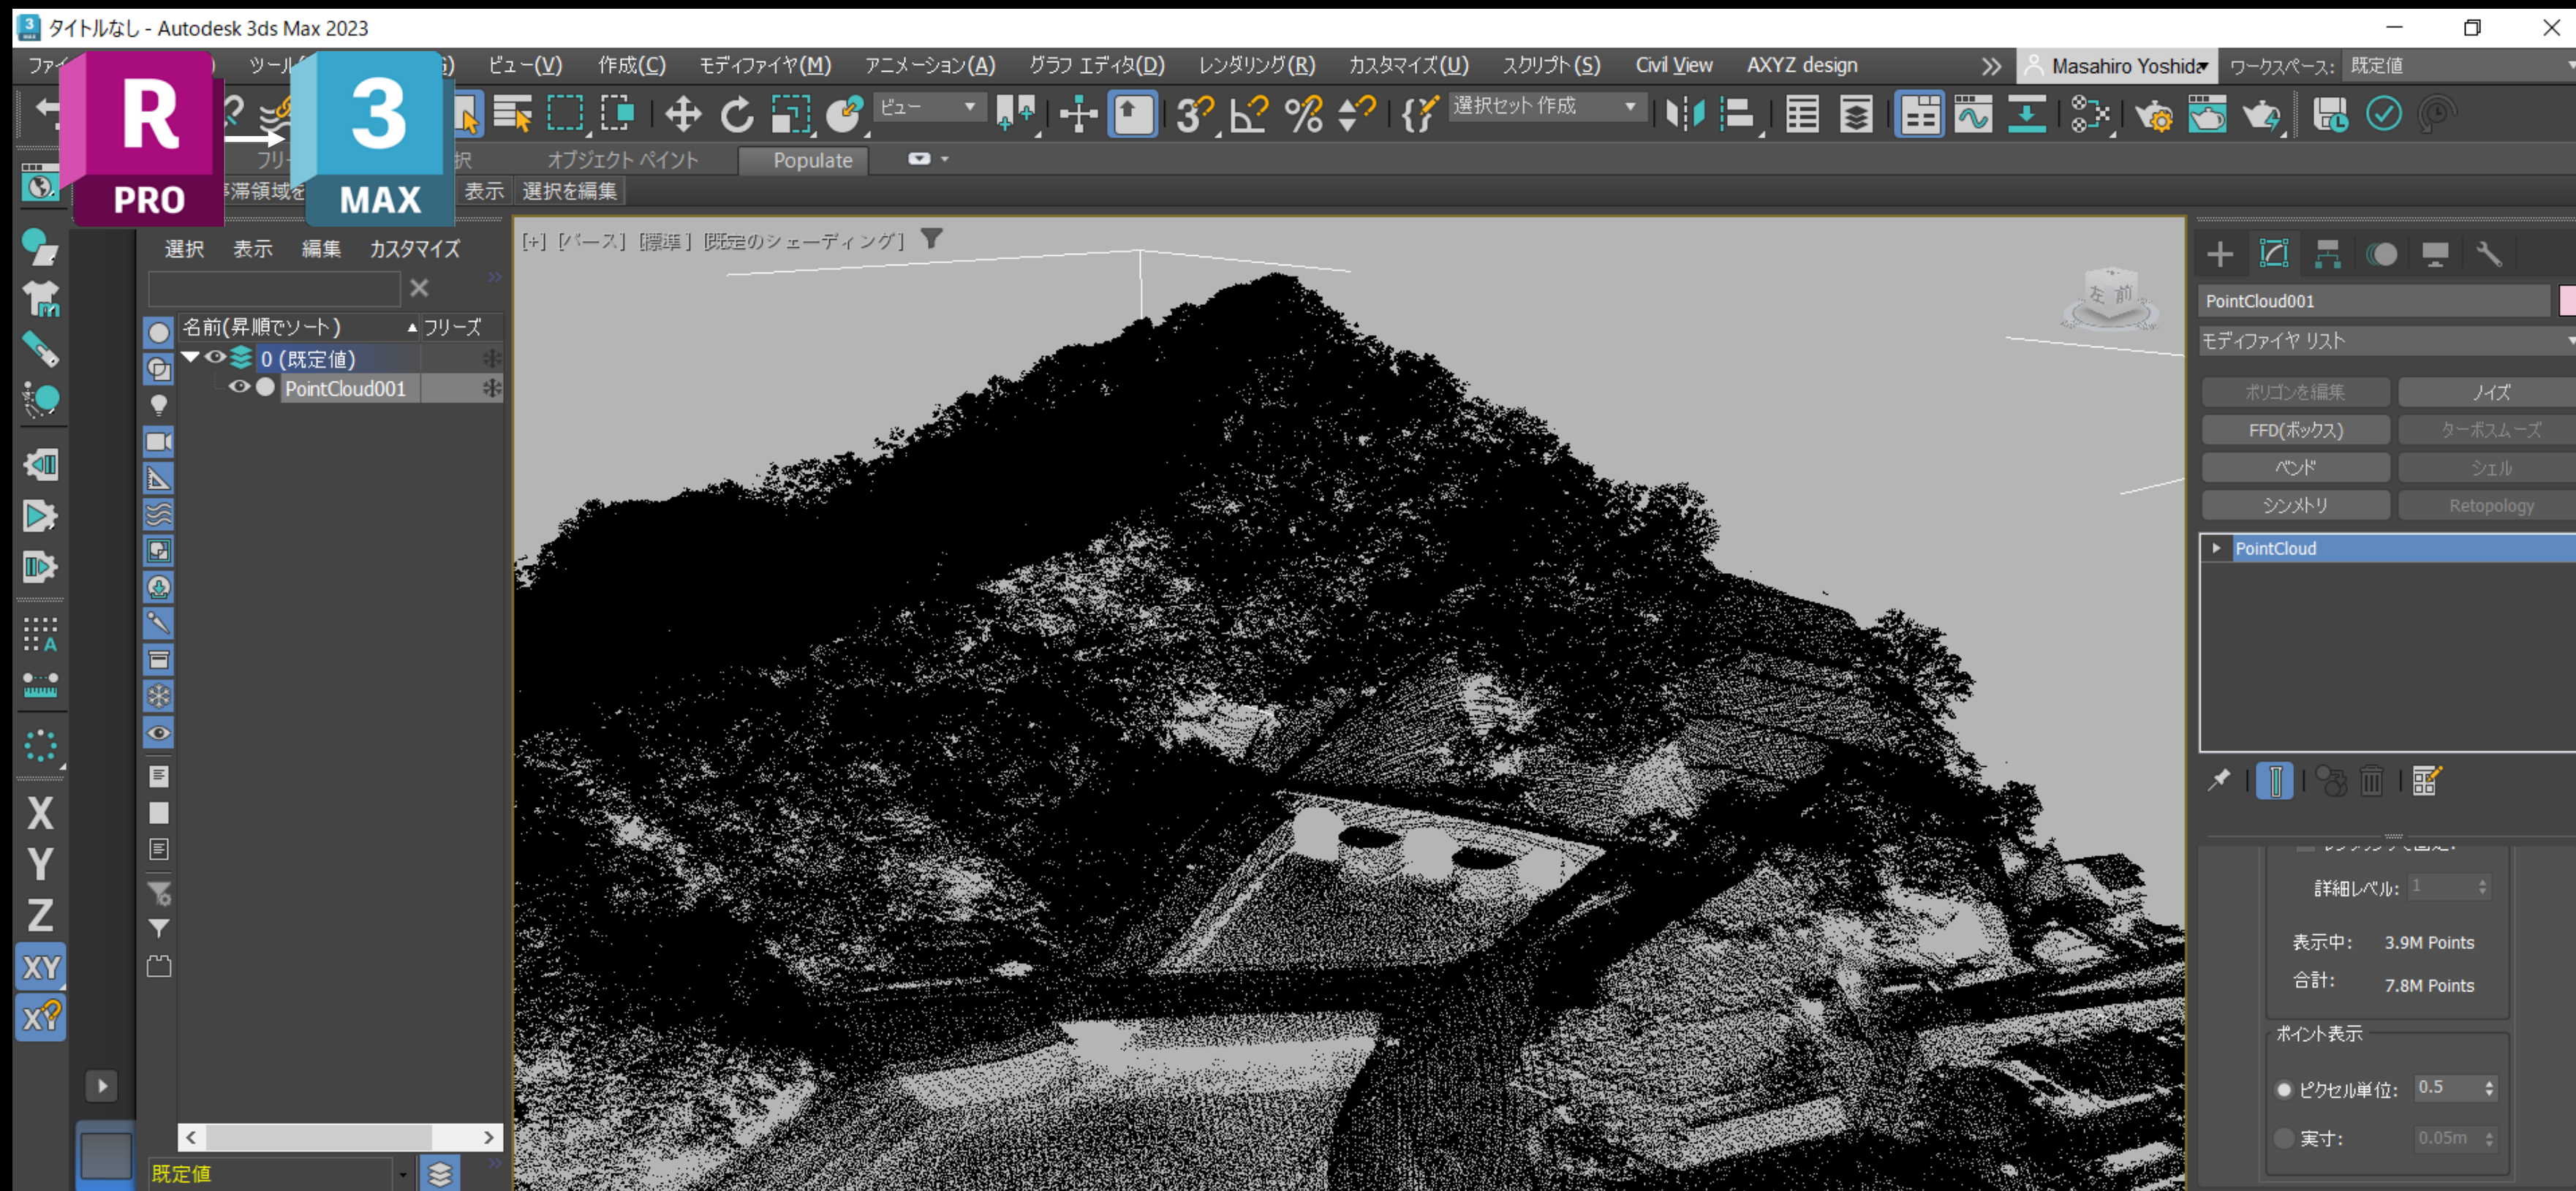 タイトルなし - Autodesk 3ds Max 2023
ビュー(V) 作成(C) モディファイヤ(M) アニメーション(A) グラフ エディタ(D) レンダリング(R) カスタマイズ(U) スクリプト(S) Civil View AXYZ design
Masahiro Yoshida
ワークスペース: 既定値
R
PRO
3
MAX
ビュー
選択セット作成
オブジェクト ペイント
Populate
表示
選択を編集
選択 表示 編集 カスタマイズ
名前(昇順でソート) フリーズ
0 (既定値)
PointCloud001
X
Y
Z
XY
既定値
[+] [パース] [標準] [既定のシェーディング]
左 前
PointCloud001
モディファイヤ リスト
ポリゴンを編集 ノイズ
FFD(ボックス) ターボスムーズ
ベンド シェル
シンメトリ Retopology
PointCloud
詳細レベル: 1
表示中: 3.9M Points
合計: 7.8M Points
ポイント表示
ピクセル単位: 0.5
実寸: 0.05m